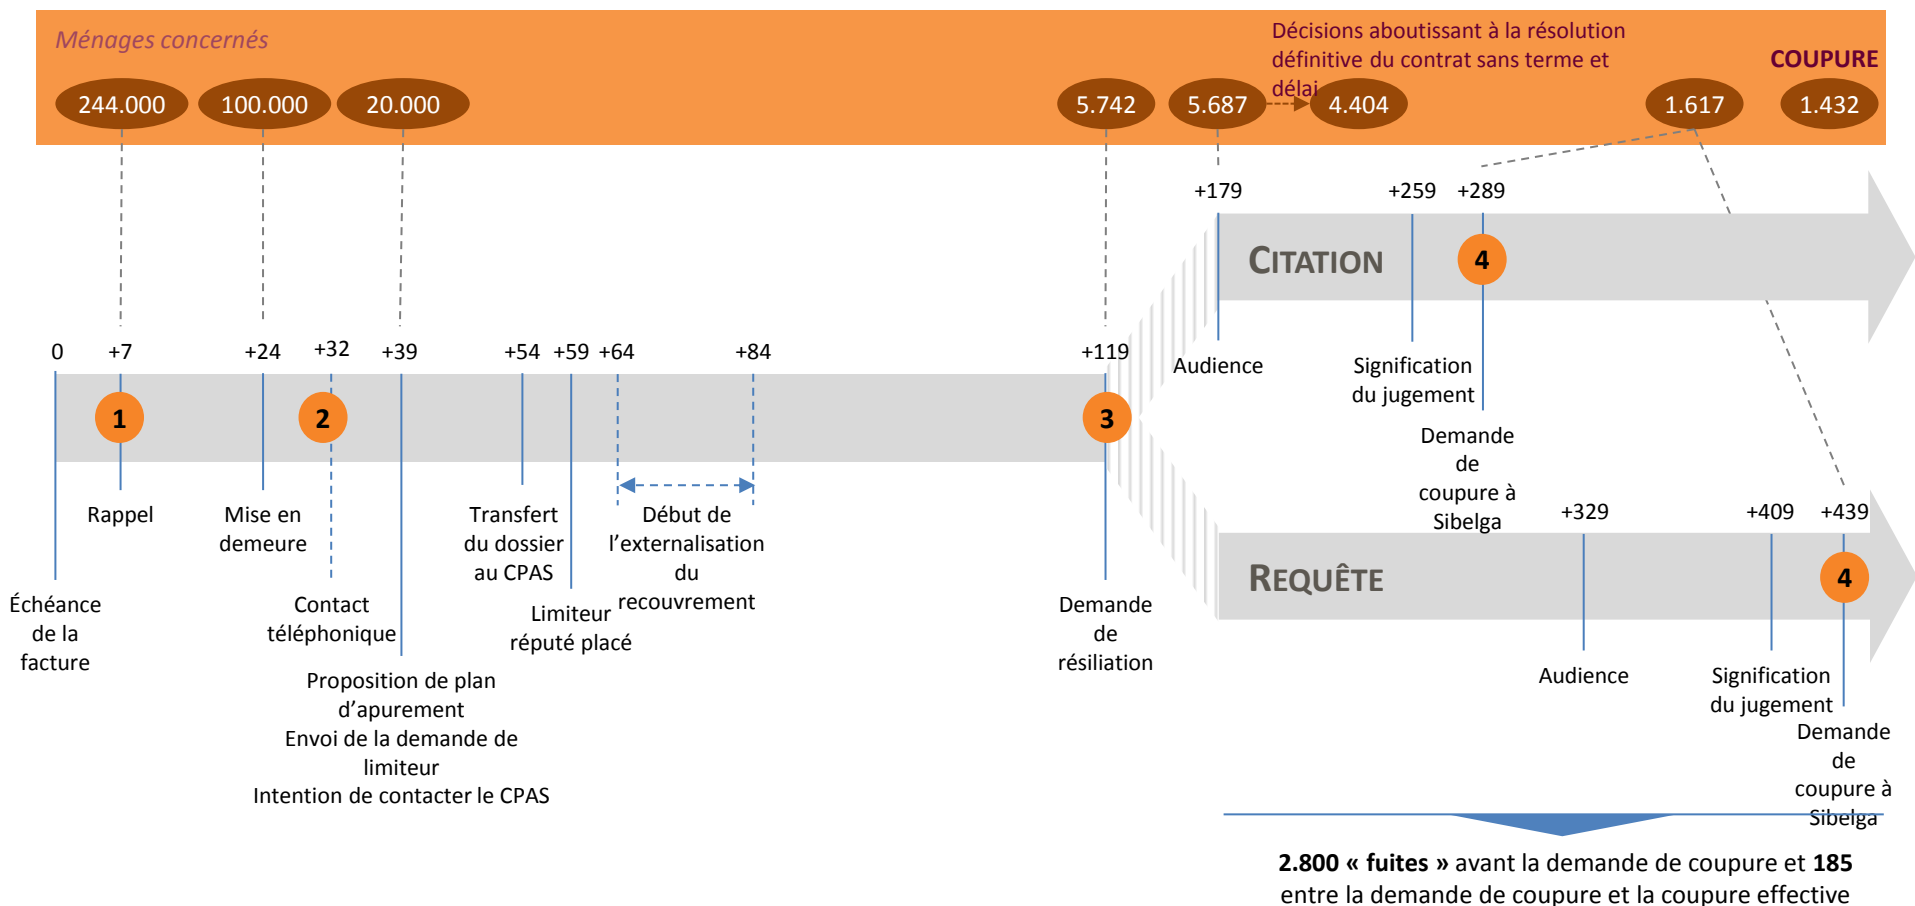 Ménages concernés
Décisions aboutissant à la résolution
définitive du contrat sans terme et
délai
COUPURE
244.000
100.000
20.000
5.742
5.687
4.404
1.617
1.432
+179
+259
+289
CITATION
4
Audience
Signification
du jugement
Demande
de
coupure à
Sibelga
0
+7
+24
+32
+39
+54
+59
+64
+84
+119
1
2
3
Rappel
Mise en
demeure
Transfert
du dossier
au CPAS
Début de
l'externalisation
du
recouvrement
Échéance
de la
facture
Contact
téléphonique
Limiteur
réputé placé
Demande
de
résiliation
Proposition de plan
d'apurement
Envoi de la demande de
limiteur
Intention de contacter le CPAS
+329
+409
+439
REQUÊTE
4
Audience
Signification
du jugement
Demande
de
coupure à
Sibelga
2.800 « fuites » avant la demande de coupure et 185
entre la demande de coupure et la coupure effective